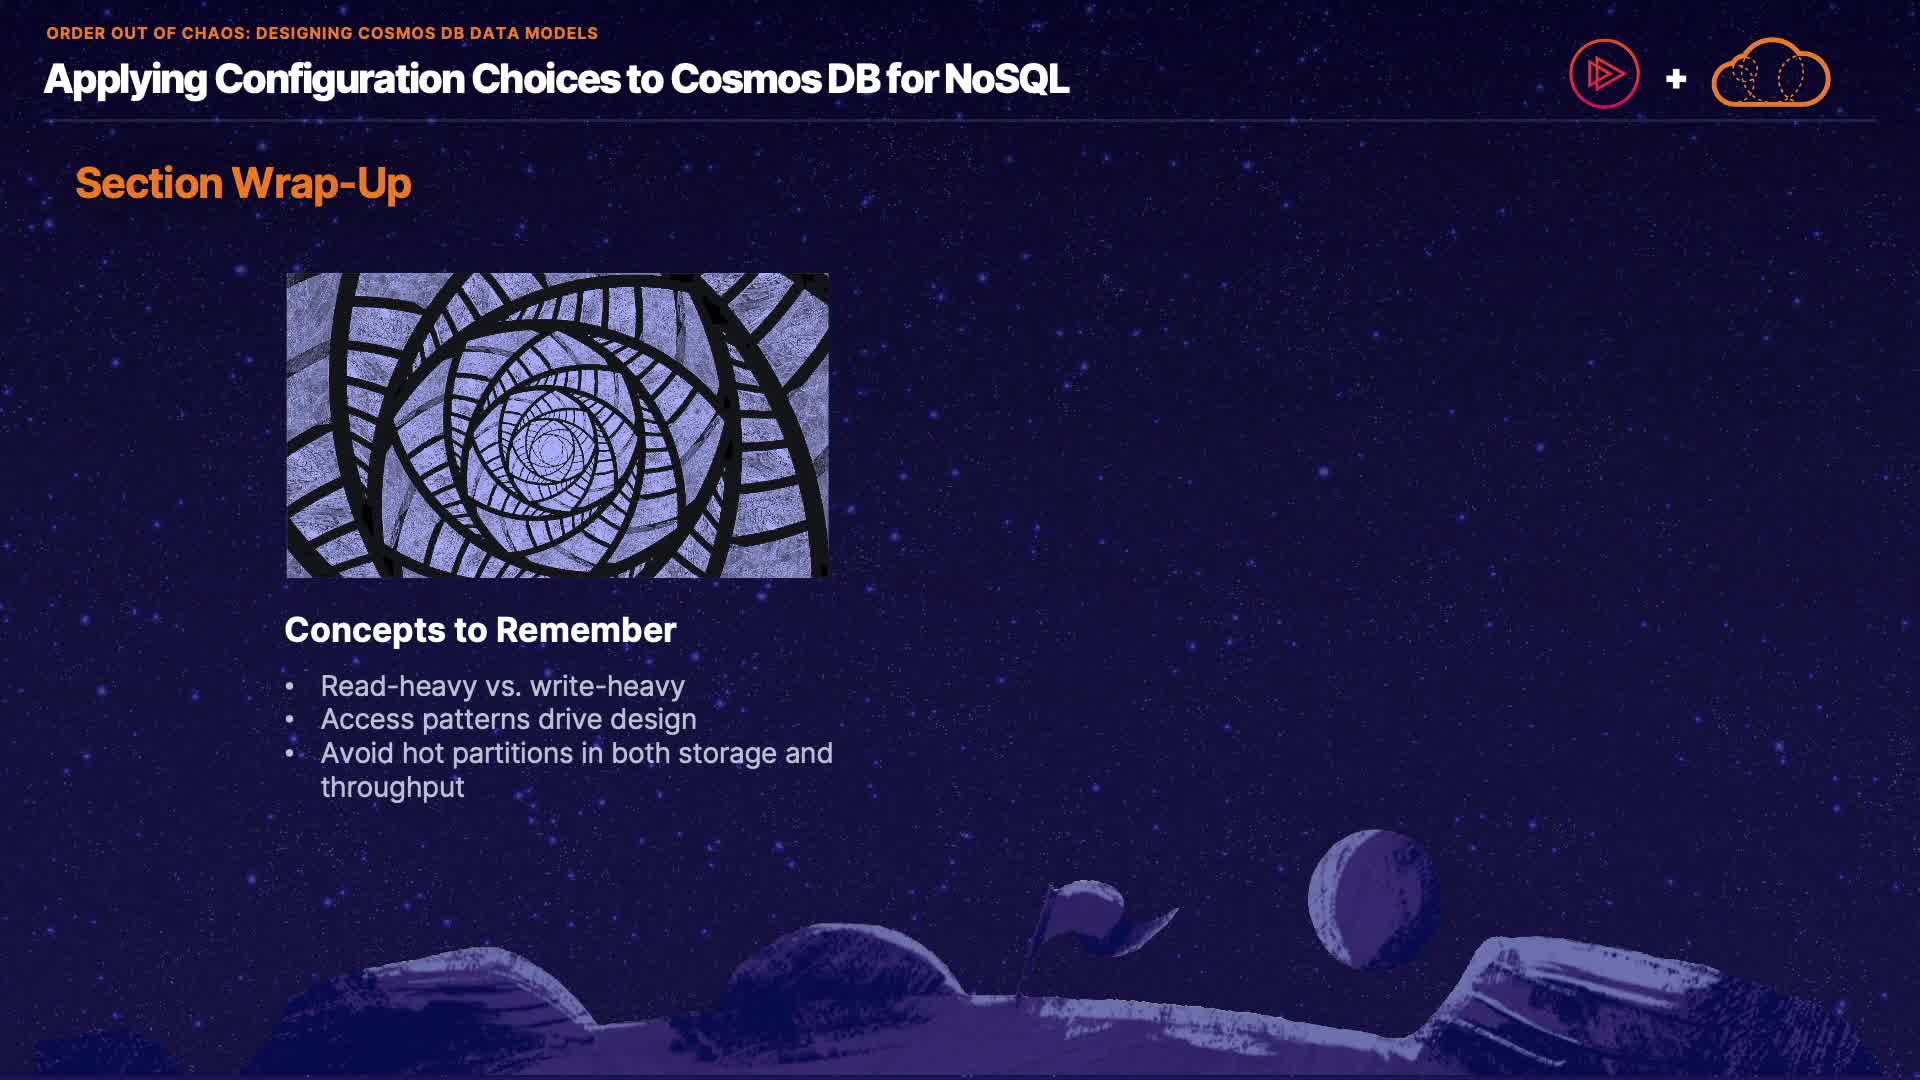 ORDER OUT OF CHAOS: DESIGNING COSMOS DB DATA MODELS
Applying Configuration Choices to Cosmos DB for NoSQL
+
Section Wrap-Up
Concepts to Remember
• Read-heavy vs. write-heavy
• Access patterns drive design
• Avoid hot partitions in both storage and
throughput